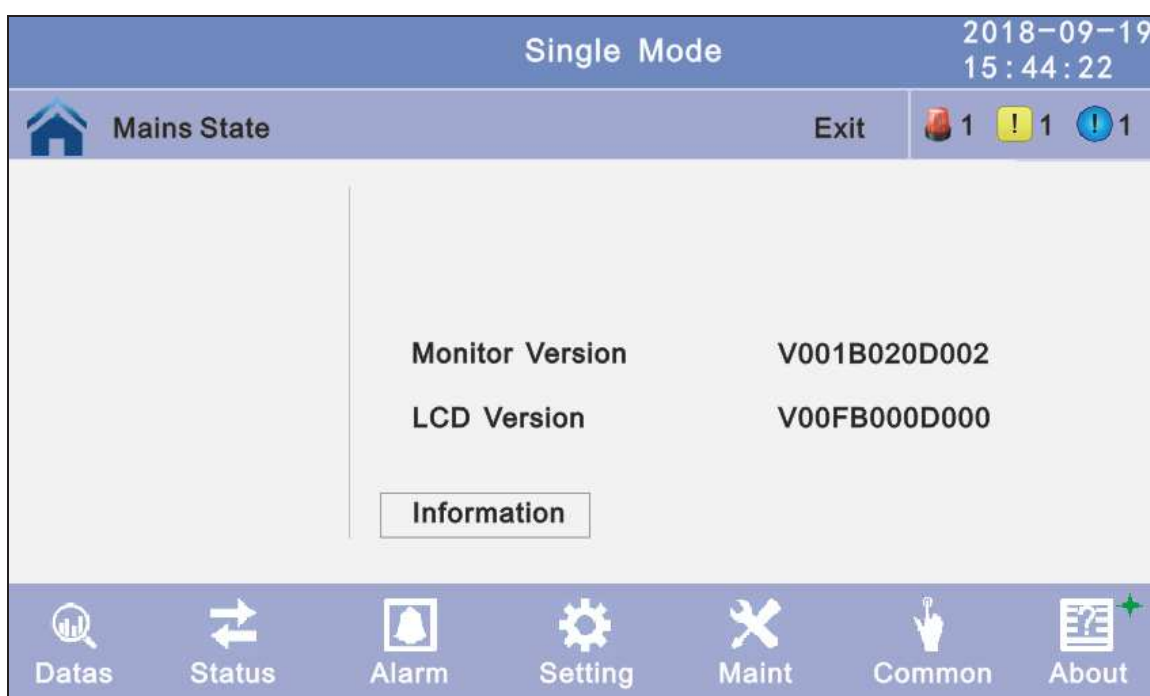 Single Mode
2018-09-19
15:44:22
Mains State Exit 1 ! 1 ! 1
Monitor Version V001B020D002
LCD Version V00FB000D000
Information
?
Datas Status Alarm Setting Maint Common About